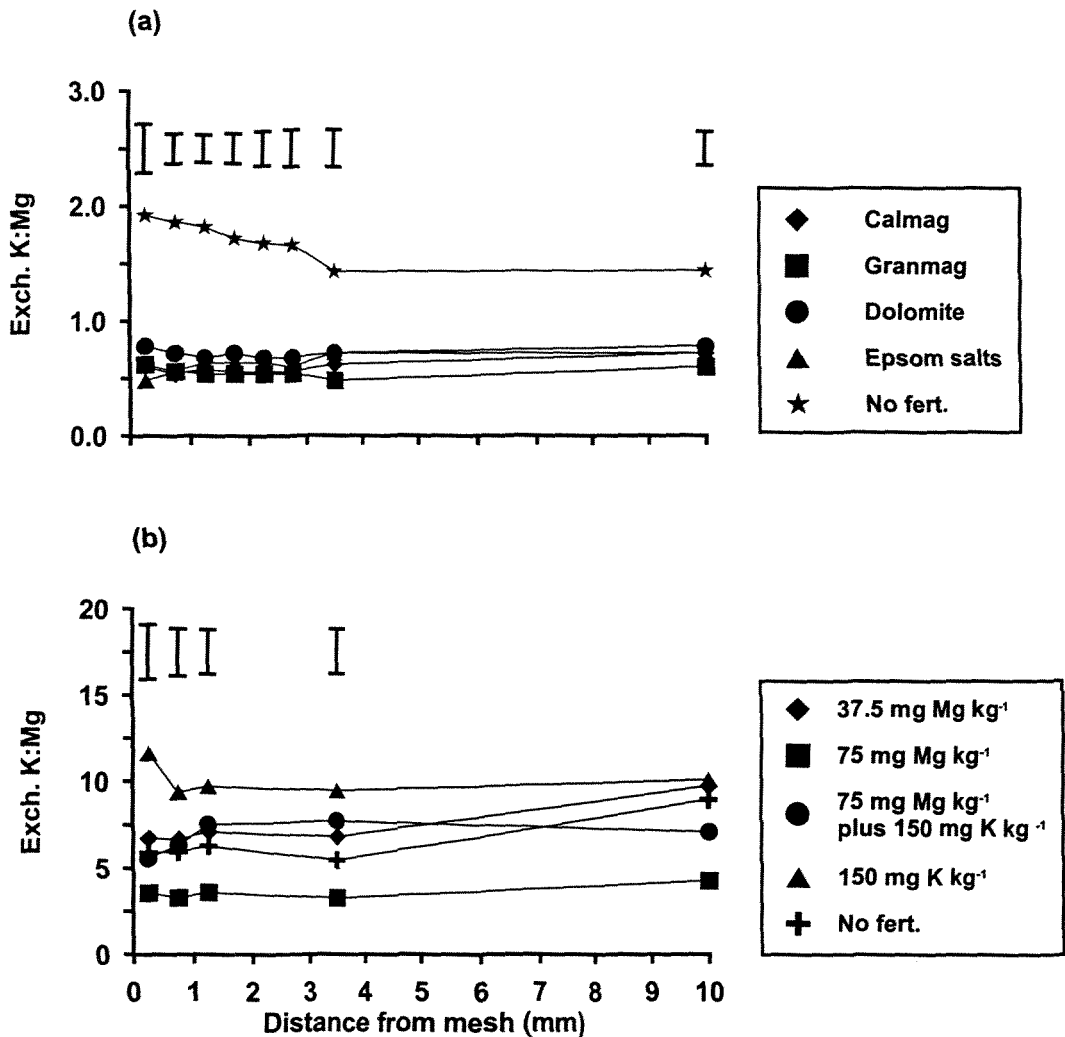 (a)
Exch. K:Mg
3.0
2.0
1.0
0.0
Calmag
Granmag
Dolomite
Epsom salts
No fert.
(b)
Exch. K:Mg
20
15
10
5
0
0 1 2 3 4 5 6 7 8 9 10
Distance from mesh (mm)
37.5 mg Mg kg⁻¹
75 mg Mg kg⁻¹
75 mg Mg kg⁻¹
plus 150 mg K kg⁻¹
150 mg K kg⁻¹
No fert.